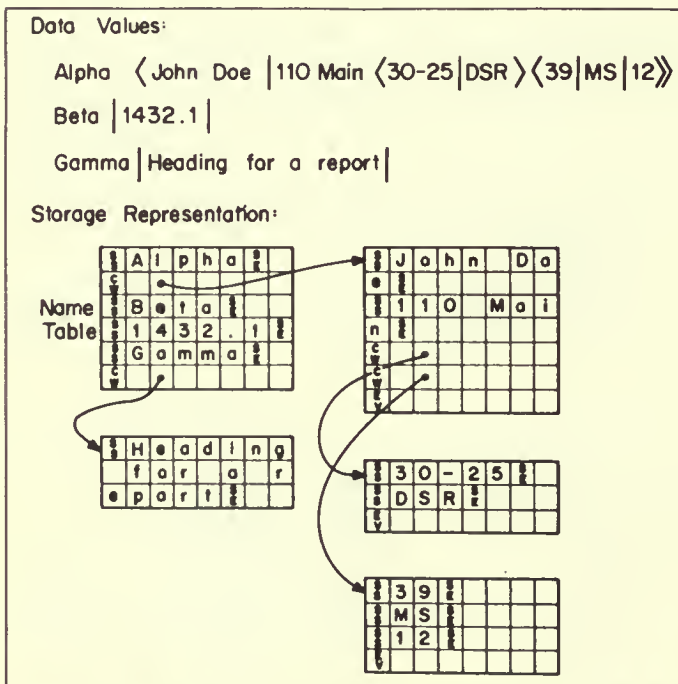 Data Values:
Alpha ⟨John Doe |110 Main ⟨30-25|DSR⟩⟨39|MS|12⟩⟩
Beta |1432.1|
Gamma|Heading for a report|
Storage Representation:
Name
Table
Alpha
Beta
1432.1
Gamma
Heading
for a r
eport
John Do
e
110 Mai
n
30-25
DSR
39
MS
12